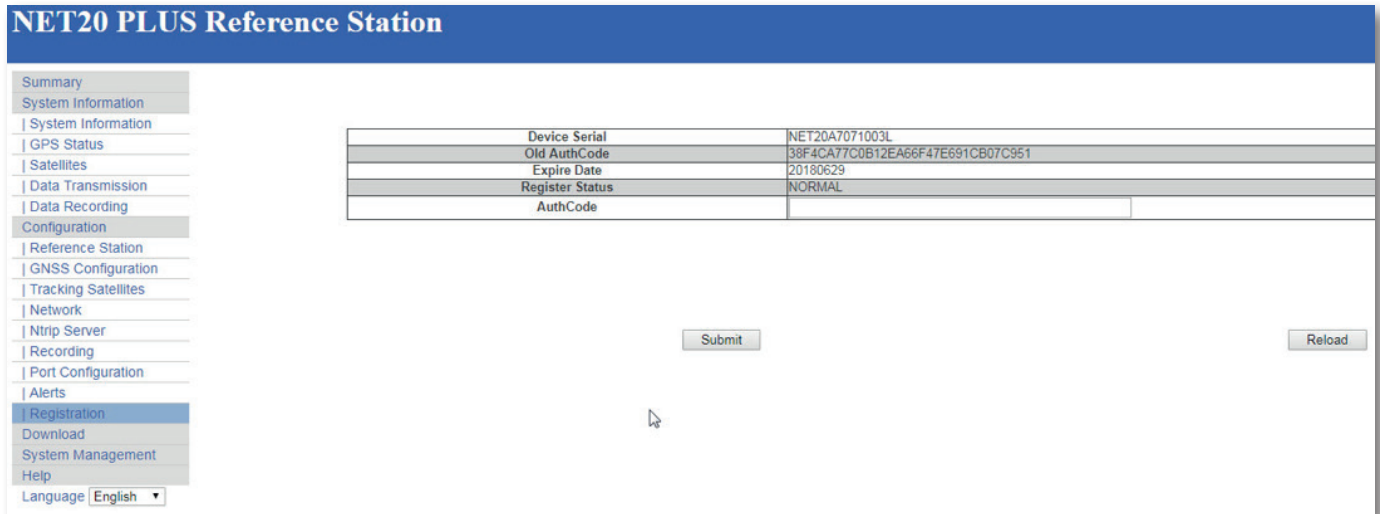 NET20 PLUS Reference Station
Summary
System Information
| System Information
| GPS Status
| Satellites
| Data Transmission
| Data Recording
Configuration
| Reference Station
| GNSS Configuration
| Tracking Satellites
| Network
| Ntrip Server
| Recording
| Port Configuration
| Alerts
| Registration
Download
System Management
Help
Language English
Device Serial NET20A7071003L
Old AuthCode 38F4CA77C0B12EA66F47E691CB07C951
Expire Date 20180629
Register Status NORMAL
AuthCode
Submit Reload